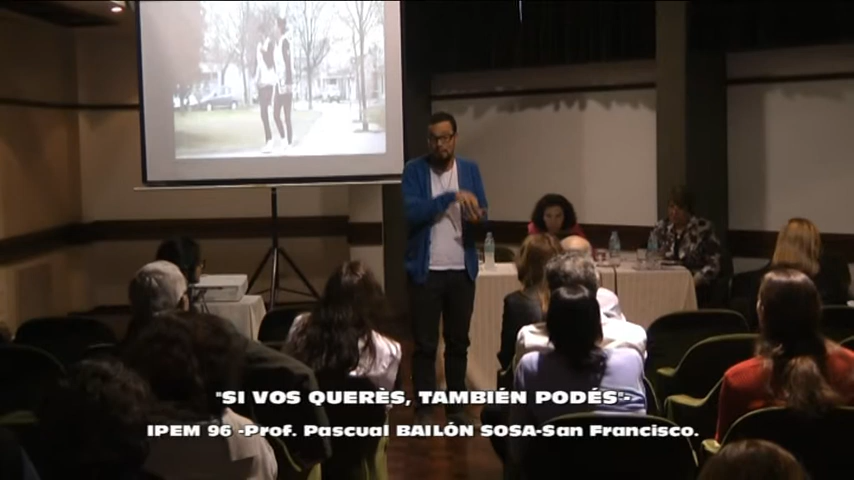 "SI VOS QUERÈS, TAMBIÉN PODÉS"-
IPEM 96 -Prof. Pascual BAILÓN SOSA-San Francisco.